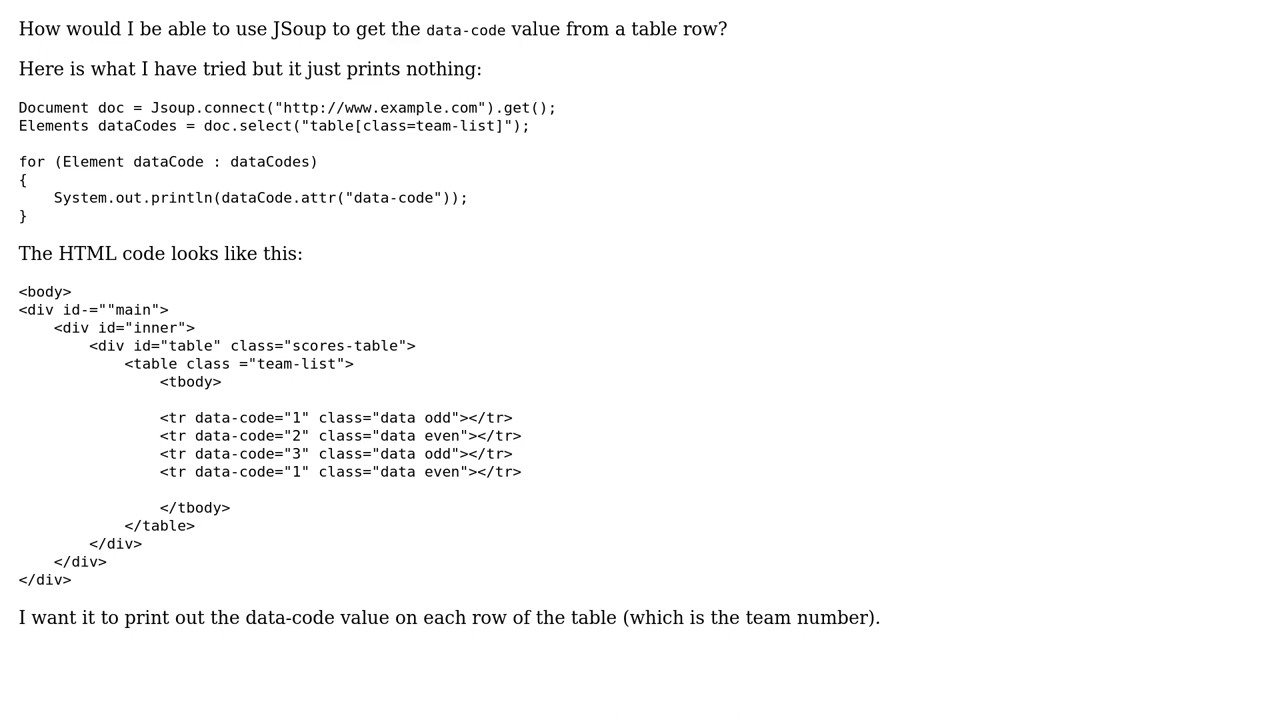 How would I be able to use JSoup to get the data-code value from a table row?
Here is what I have tried but it just prints nothing:
Document doc = Jsoup.connect("http://www.example.com").get();
Elements dataCodes = doc.select("table[class=team-list]");
for (Element dataCode : dataCodes)
{
    System.out.println(dataCode.attr("data-code"));
}
The HTML code looks like this:
<body>
<div id-=""main">
    <div id="inner">
        <div id="table" class="scores-table">
            <table class ="team-list">
                <tbody>
                <tr data-code="1" class="data odd"></tr>
                <tr data-code="2" class="data even"></tr>
                <tr data-code="3" class="data odd"></tr>
                <tr data-code="1" class="data even"></tr>
                </tbody>
            </table>
        </div>
    </div>
</div>
I want it to print out the data-code value on each row of the table (which is the team number).